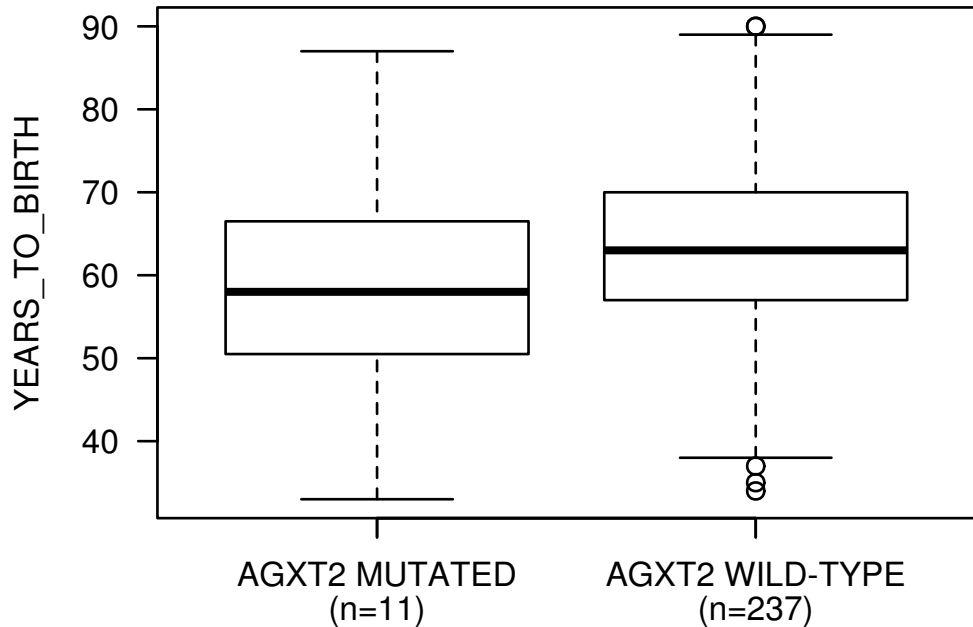 YEARS_TO_BIRTH
90
80
70
60
50
40
AGXT2 MUTATED
(n=11)
AGXT2 WILD-TYPE
(n=237)